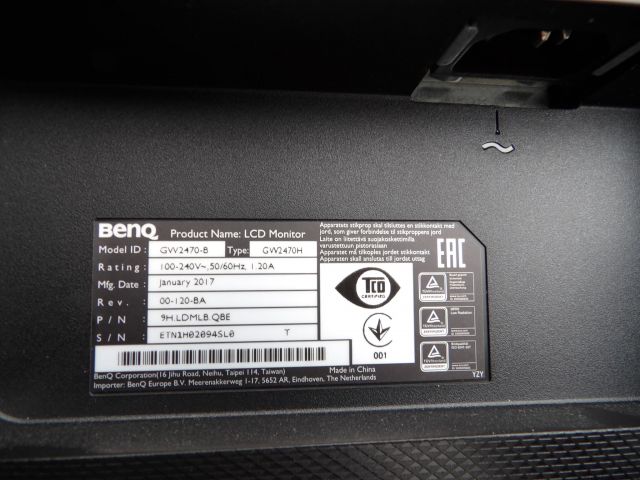 BenQ Product Name: LCD Monitor
Model ID : GW2470-B Type: GW2470H
Rating : 100-240V~,50/60Hz, 1.20A
Mfg. Date : January 2017
Rev. : 00-120-BA
P / N : 9H.LDMLB.QBE
S / N : ETN1H02094SL0 T
BenQ Corporation(16 Jihu Road, Neihu, Taipei 114, Taiwan) Made in China
Importer: BenQ Europe B.V. Meerenakkerweg 1-17, 5652 AR, Eindhoven, The Netherlands
Apparatets stikprop skal tilsluttes en stikkontakt med
jord, som giver forbindelse til stikproppens jord
Laite on liitettävä suojakoskettimilla
varustettuun pistorasiaan
Apparatet må tilkoples jordet stikkontakt
Apparaten skall anslutas till jordat uttag
EAC
TCO
CERTIFIED
001
YZY